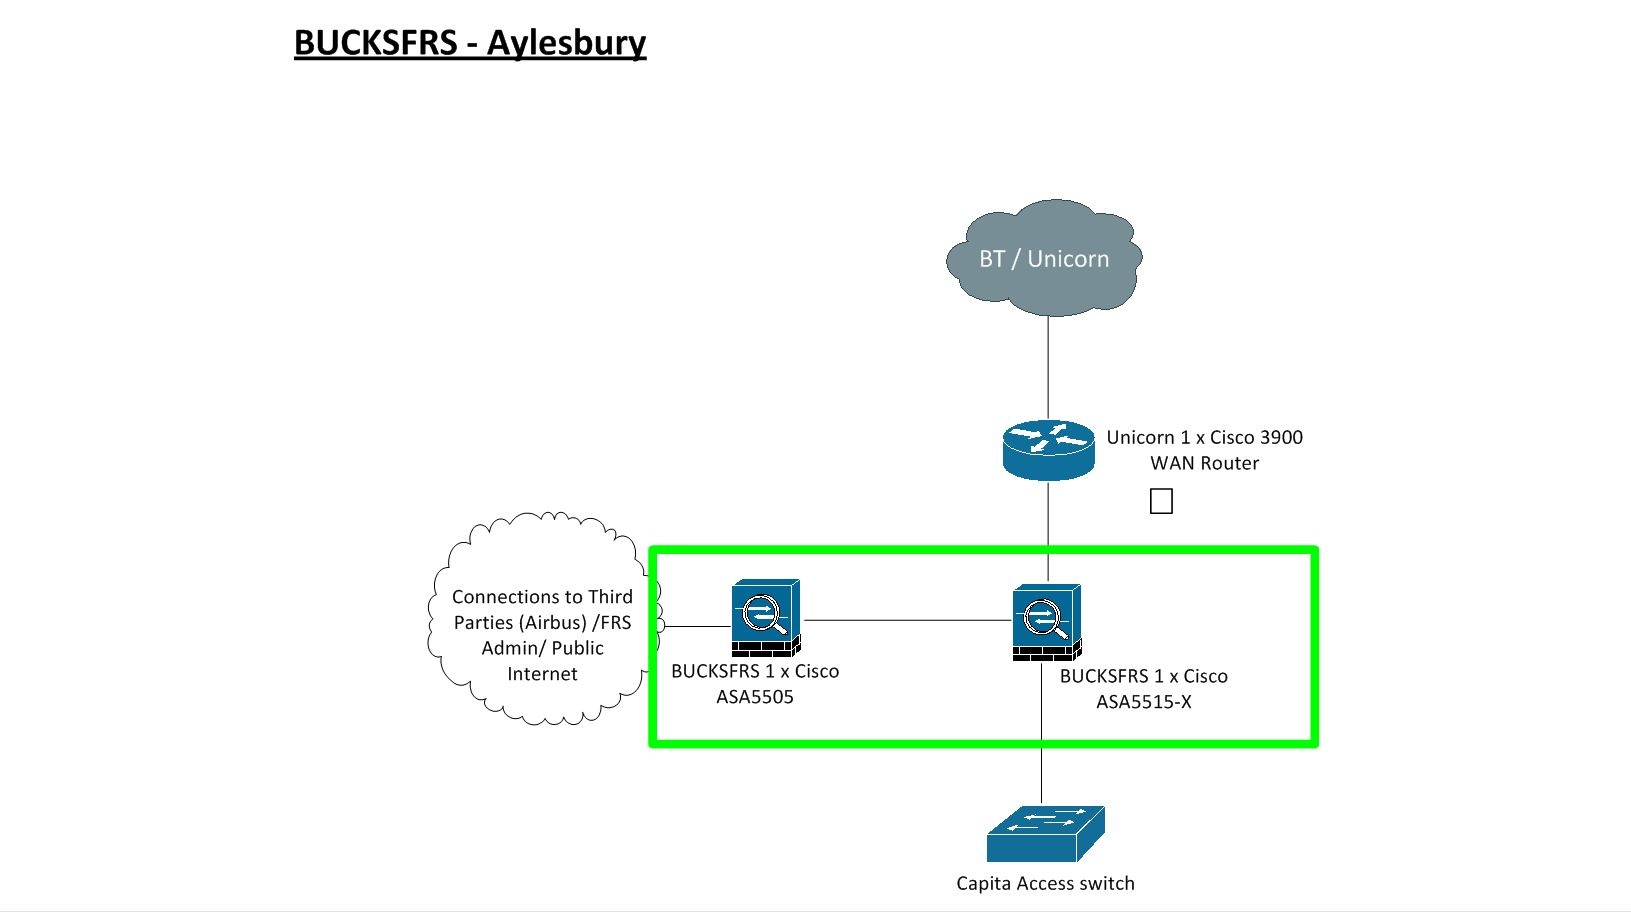 BUCKSFRS - Aylesbury
BT / Unicorn
Unicorn 1 x Cisco 3900
WAN Router
Connections to Third
Parties (Airbus) /FRS
Admin/ Public
Internet
BUCKSFRS 1 x Cisco
ASA5505
BUCKSFRS 1 x Cisco
ASA5515-X
Capita Access switch